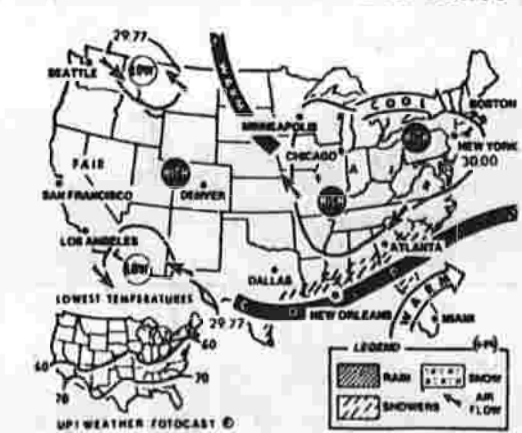 29.77
SEATTLE
LOW
WARM
COOL
BOSTON
MINNEAPOLIS
NEW YORK
CHICAGO
30.00
FAIR
FAIR
HIGH
HIGH
HIGH
SAN FRANCISCO
DENVER
LOS ANGELES
ATLANTA
LOW
DALLAS
LOWEST TEMPERATURES
29.77
NEW ORLEANS
WARM
MIAMI
60
60
70
70
LEGEND
RAIN
SNOW
SHOWERS
AIR
FLOW
UPI WEATHER FOTOCAST ©